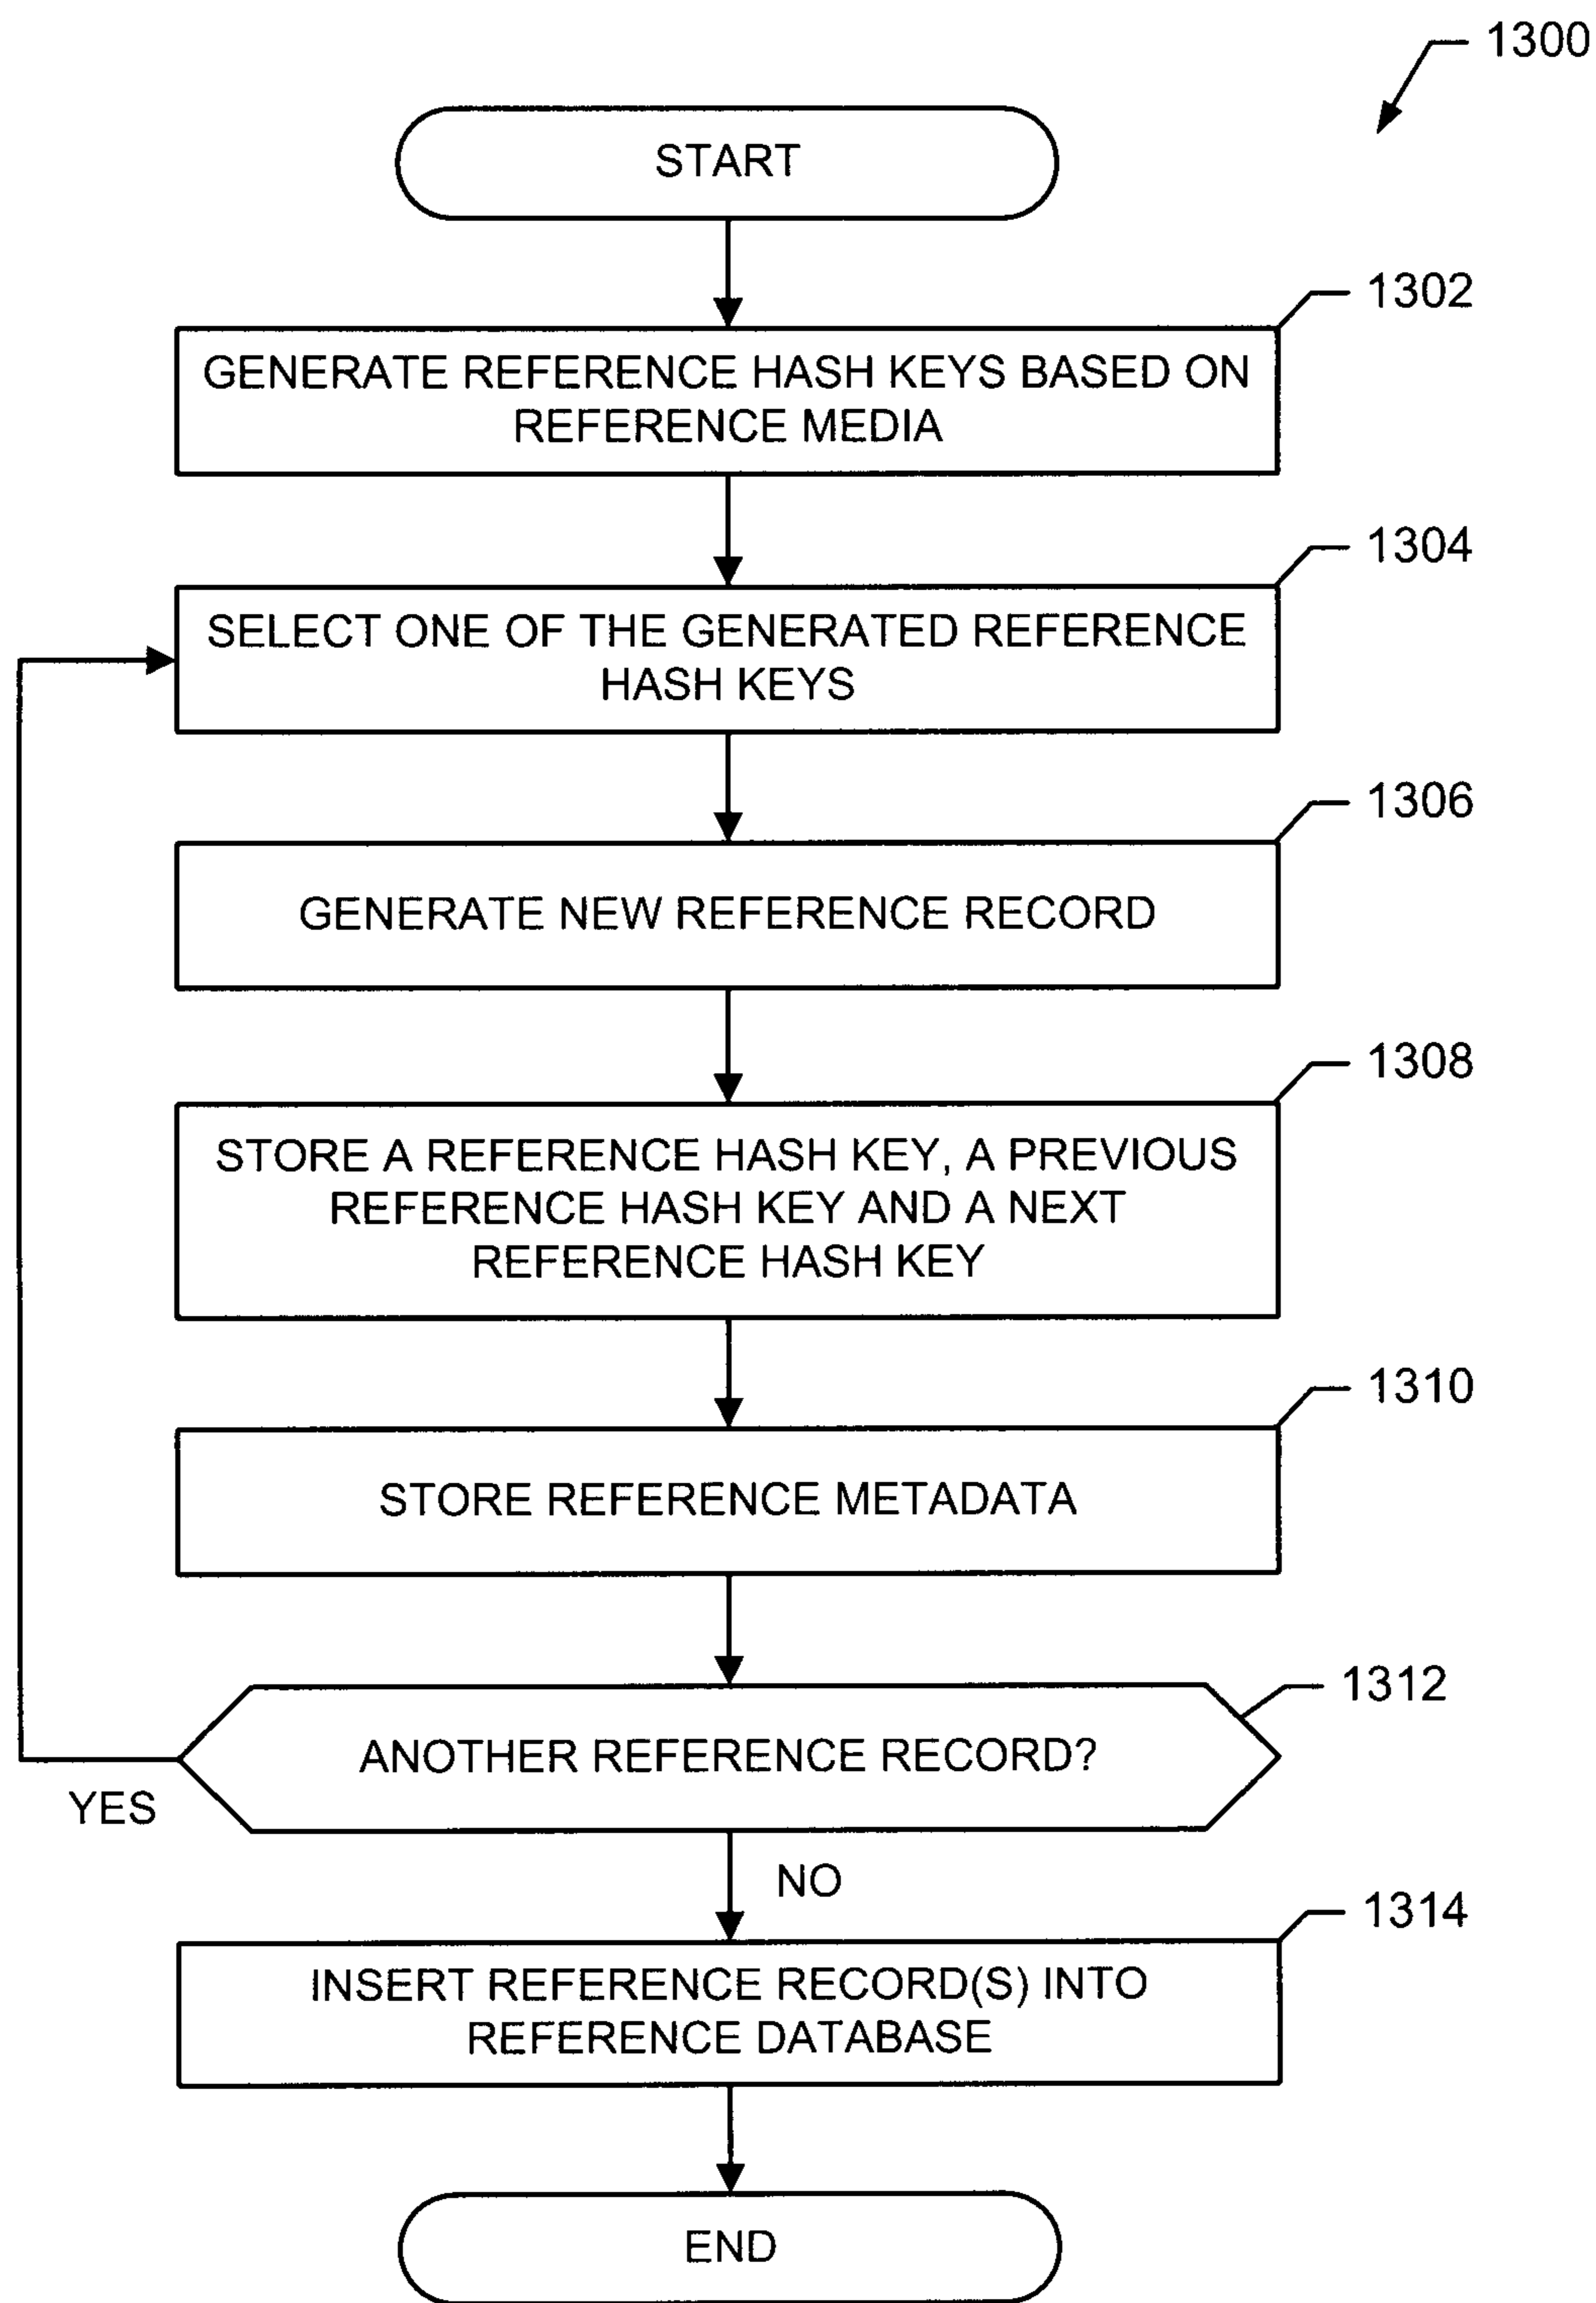 1300
START
1302
GENERATE REFERENCE HASH KEYS BASED ON
REFERENCE MEDIA
1304
SELECT ONE OF THE GENERATED REFERENCE
HASH KEYS
1306
GENERATE NEW REFERENCE RECORD
1308
STORE A REFERENCE HASH KEY, A PREVIOUS
REFERENCE HASH KEY AND A NEXT
REFERENCE HASH KEY
1310
STORE REFERENCE METADATA
1312
ANOTHER REFERENCE RECORD?
YES
NO
1314
INSERT REFERENCE RECORD(S) INTO
REFERENCE DATABASE
END